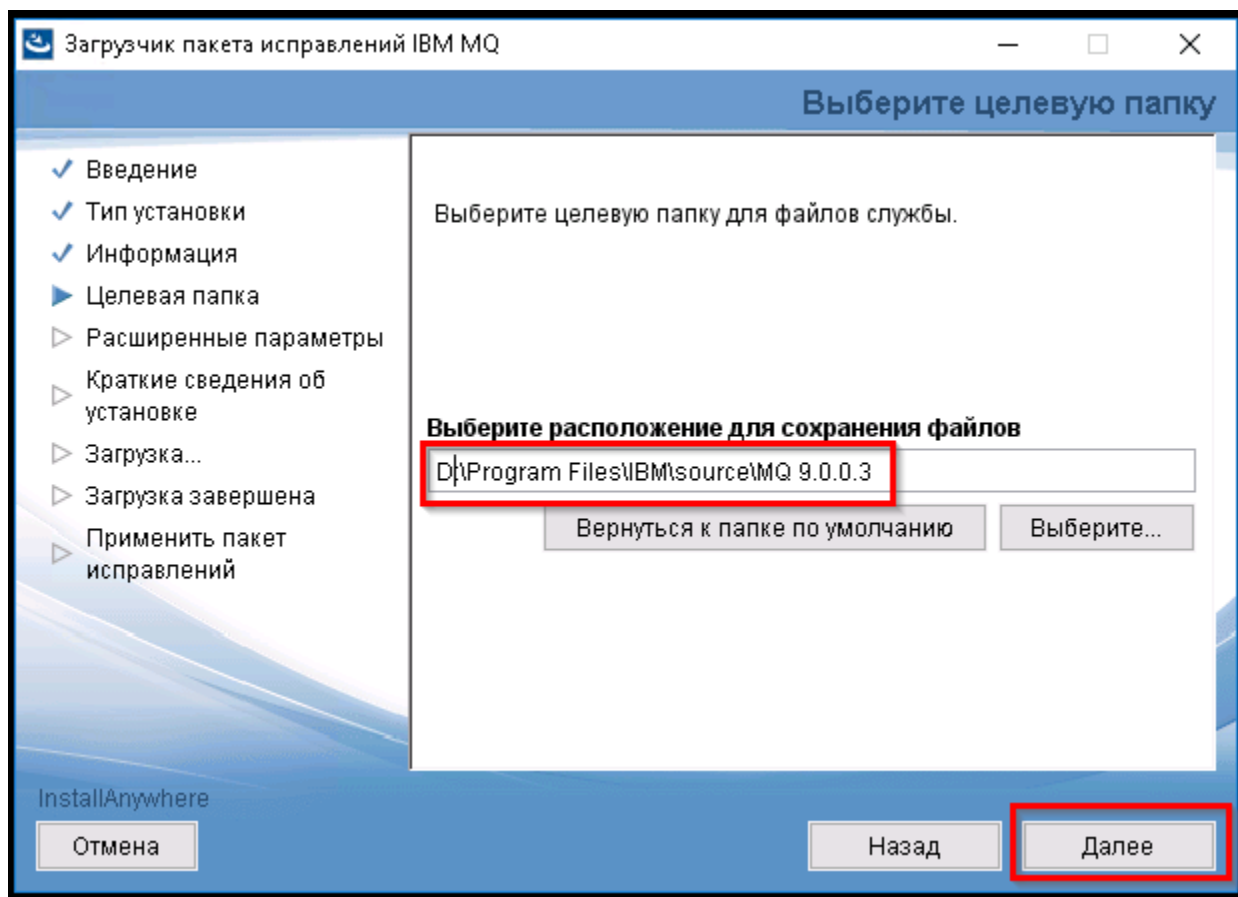 Загрузчик пакета исправлений IBM MQ
Выберите целевую папку
Введение
Тип установки
Информация
Целевая папка
Расширенные параметры
Краткие сведения об
установке
Загрузка...
Загрузка завершена
Применить пакет
исправлений
Выберите целевую папку для файлов службы.
Выберите расположение для сохранения файлов
D:\Program Files\IBM\source\MQ 9.0.0.3
Вернуться к папке по умолчанию
Выберите...
InstallAnywhere
Отмена
Назад
Далее